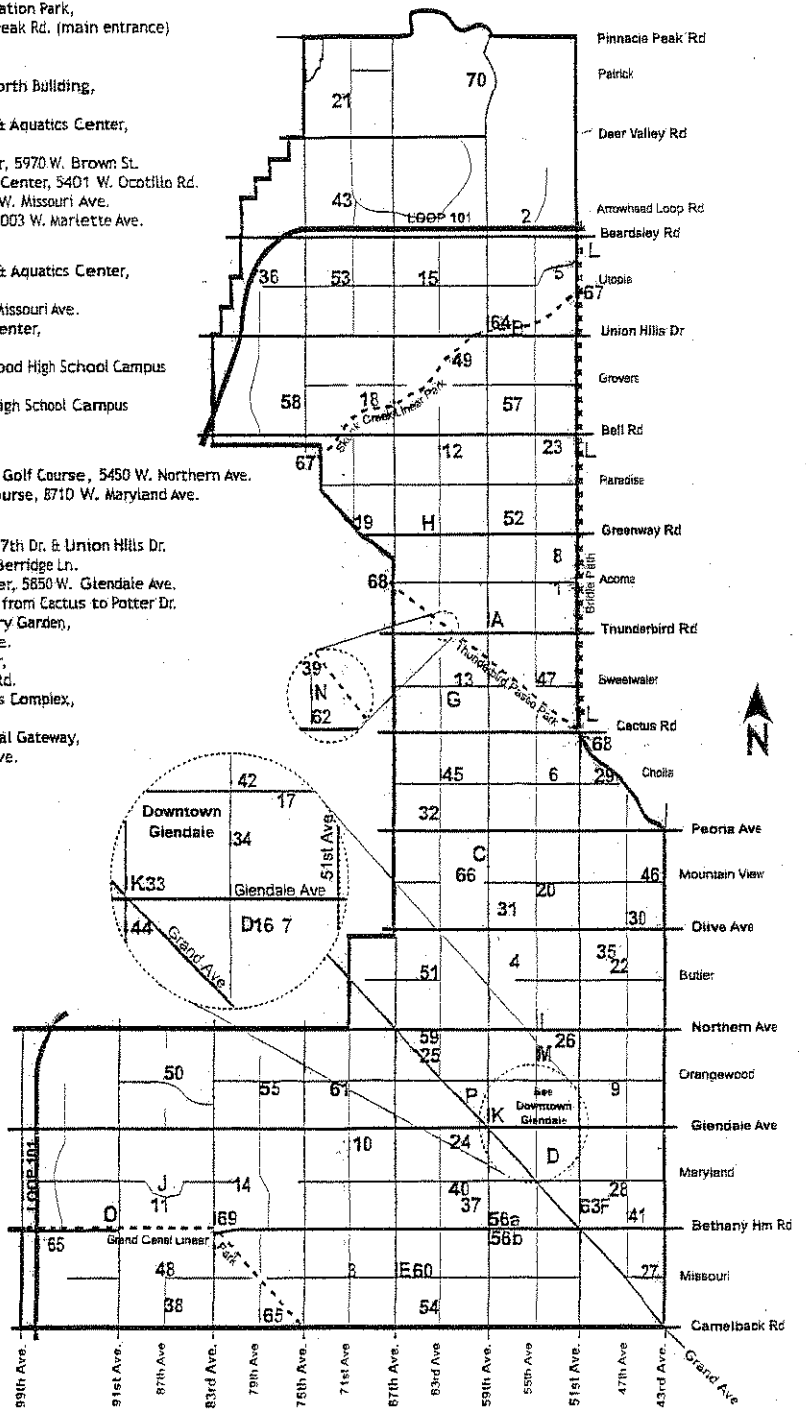 ation Park,
eak Rd. (main entrance)
orth Building,
& Aquatics Center,
r, 5970 W. Brown St.
Center, 5401 W. Ocotillo Rd.
W. Missouri Ave.
003 W. Marlette Ave.
& Aquatics Center,
Missouri Ave.
enter,
ood High School Campus
igh School Campus
Golf Course, 5450 W. Northern Ave.
ourse, 8710 W. Maryland Ave.
7th Dr. & Union Hills Dr.
Berridge Ln.
er, 5850 W. Glendale Ave.
from Cactus to Potter Dr.
ry Garden,
e.
r,
Rd.
s Complex,
al Gateway,
ve.
Pinnacle Peak Rd
70
Patrick
21
Deer Valley Rd
43
LOOP 101
2
Arrowhead Loop Rd
Beardsley Rd
L
36
53
15
5
Utopia
67
64
B
Union Hills Dr
49
58
18
Skunk Creek Linear Park
57
Grovers
Bell Rd
67
12
23
L
Paradise
19
H
52
Greenway Rd
8
68
1
Acoma
Bridle Path
A
Thunderbird Rd
39
N
62
13
G
Thunderbird Paseo Park
47
Sweetwater
L
Cactus Rd
68
45
6
29
Cholla
32
Peoria Ave
C
66
20
46
Mountain View
31
30
Olive Ave
51
4
35
22
Butler
I
Northern Ave
59
25
M
26
N
42
17
Downtown
Glendale
34
51st Ave.
K33
Glendale Ave
44
Grand Ave
D16 7
50
55
61
P
K
See
Downtown
Glendale
9
Orangewood
Glendale Ave
10
24
D
LOOP 101
J
11
14
40
37
28
Maryland
O
69
56a
56b
63F
41
Bethany Hm Rd
65
Grand Canal Linear
Park
48
3
E60
27
Missouri
38
65
54
Camelback Rd
99th Ave.
91st Ave.
87th Ave.
83rd Ave.
79th Ave.
75th Ave.
71st Ave.
67th Ave.
63rd Ave.
59th Ave.
55th Ave.
51st Ave.
47th Ave.
43rd Ave.
Grand Ave